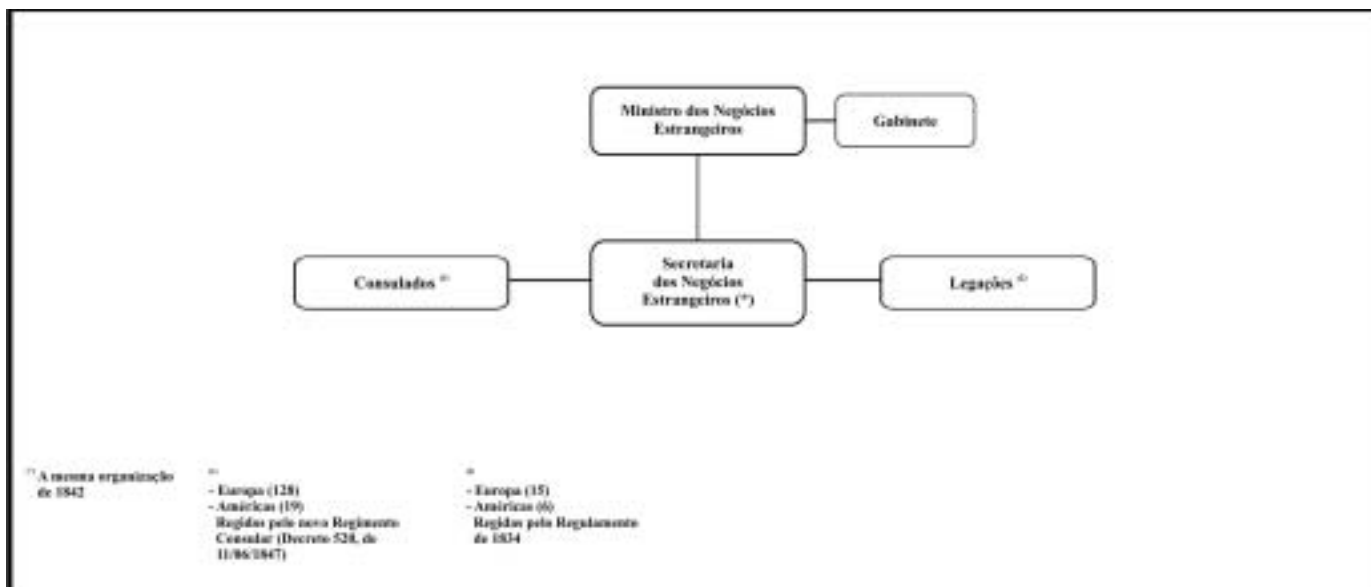 Ministro dos Negócios
Estrangeiros
Gabinete
Consulados
Secretaria
dos Negócios
Estrangeiros (*)
Legações
A mesma organização
de 1842
- Europa (128)
- Américas (19)
Regidos pelo novo Regimento
Consular (Decreto 520, de
11/06/1847)
- Europa (15)
- Américas (6)
Regidas pelo Regulamento
de 1834